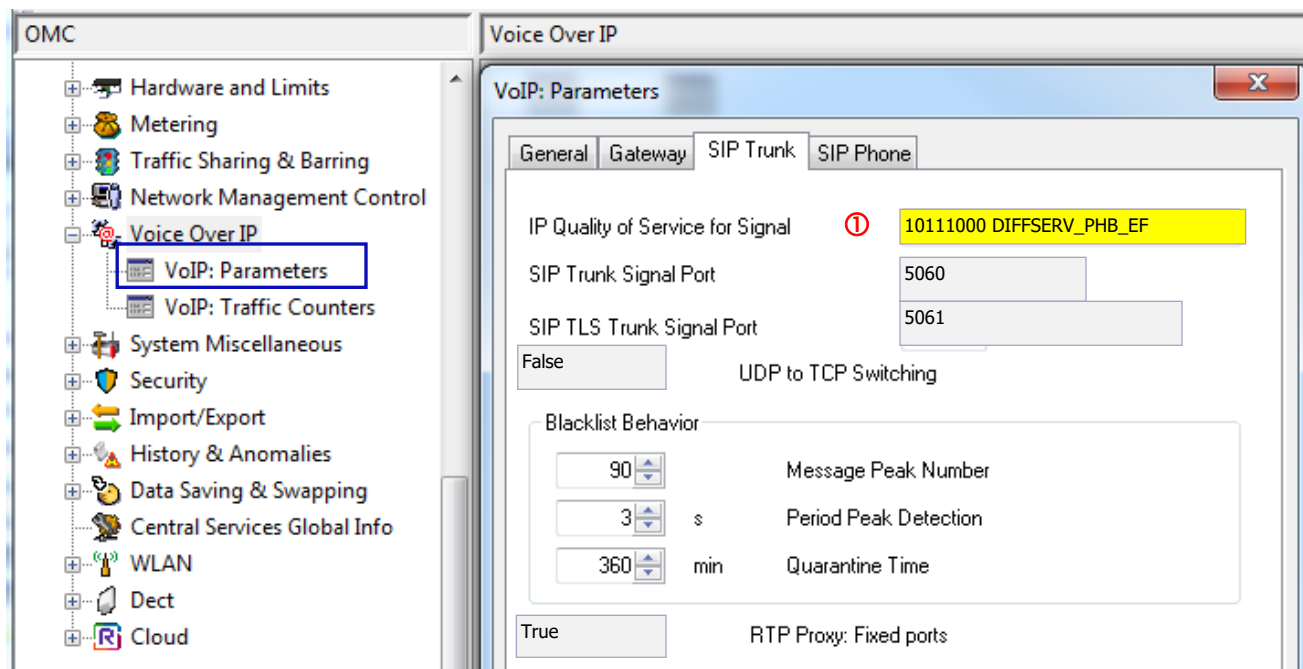 OMC
Hardware and Limits
Metering
Traffic Sharing & Barring
Network Management Control
Voice Over IP
VoIP: Parameters
VoIP: Traffic Counters
System Miscellaneous
Security
Import/Export
History & Anomalies
Data Saving & Swapping
Central Services Global Info
WLAN
Dect
Cloud
Voice Over IP
VoIP: Parameters
General Gateway SIP Trunk SIP Phone
IP Quality of Service for Signal ① 10111000 DIFFSERV_PHB_EF
SIP Trunk Signal Port 5060
SIP TLS Trunk Signal Port 5061
False UDP to TCP Switching
Blacklist Behavior
90 Message Peak Number
3 s Period Peak Detection
360 min Quarantine Time
True RTP Proxy: Fixed ports